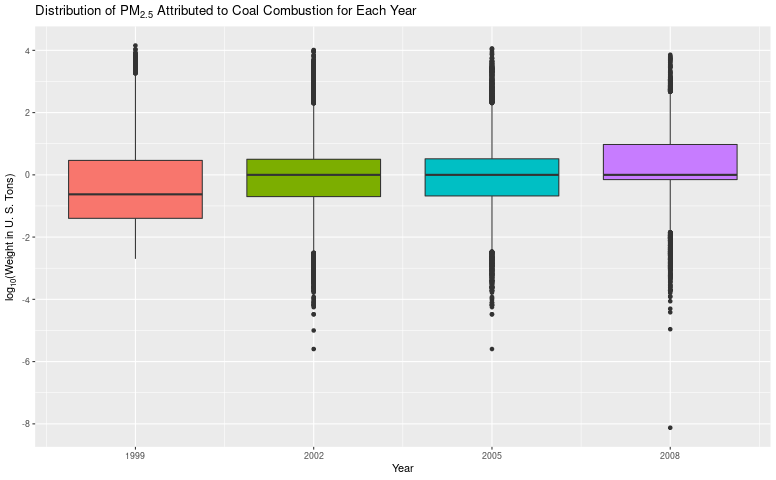 Distribution of PM2.5 Attributed to Coal Combustion for Each Year
4
2
0
-2
-4
-6
-8
log10(Weight in U. S. Tons)
1999 2002 2005 2008
Year